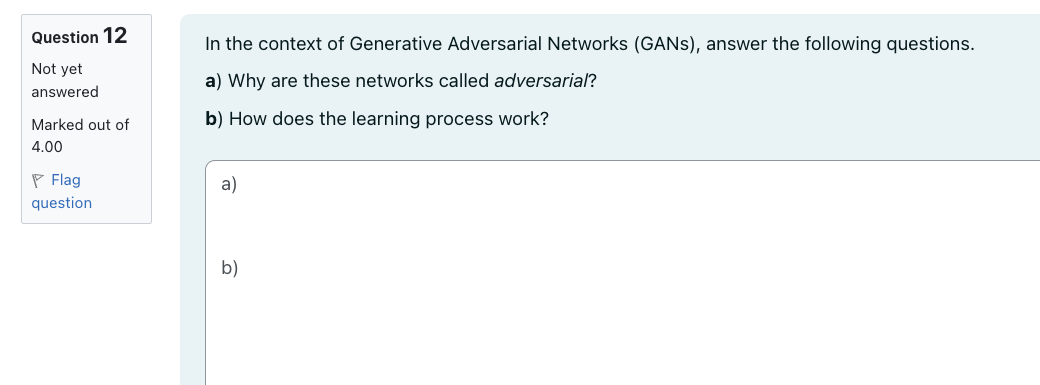 Question 12
Not yet
answered
Marked out of
4.00
Flag
question
In the context of Generative Adversarial Networks (GANs), answer the following questions.
a) Why are these networks called adversarial?
b) How does the learning process work?
a)
b)